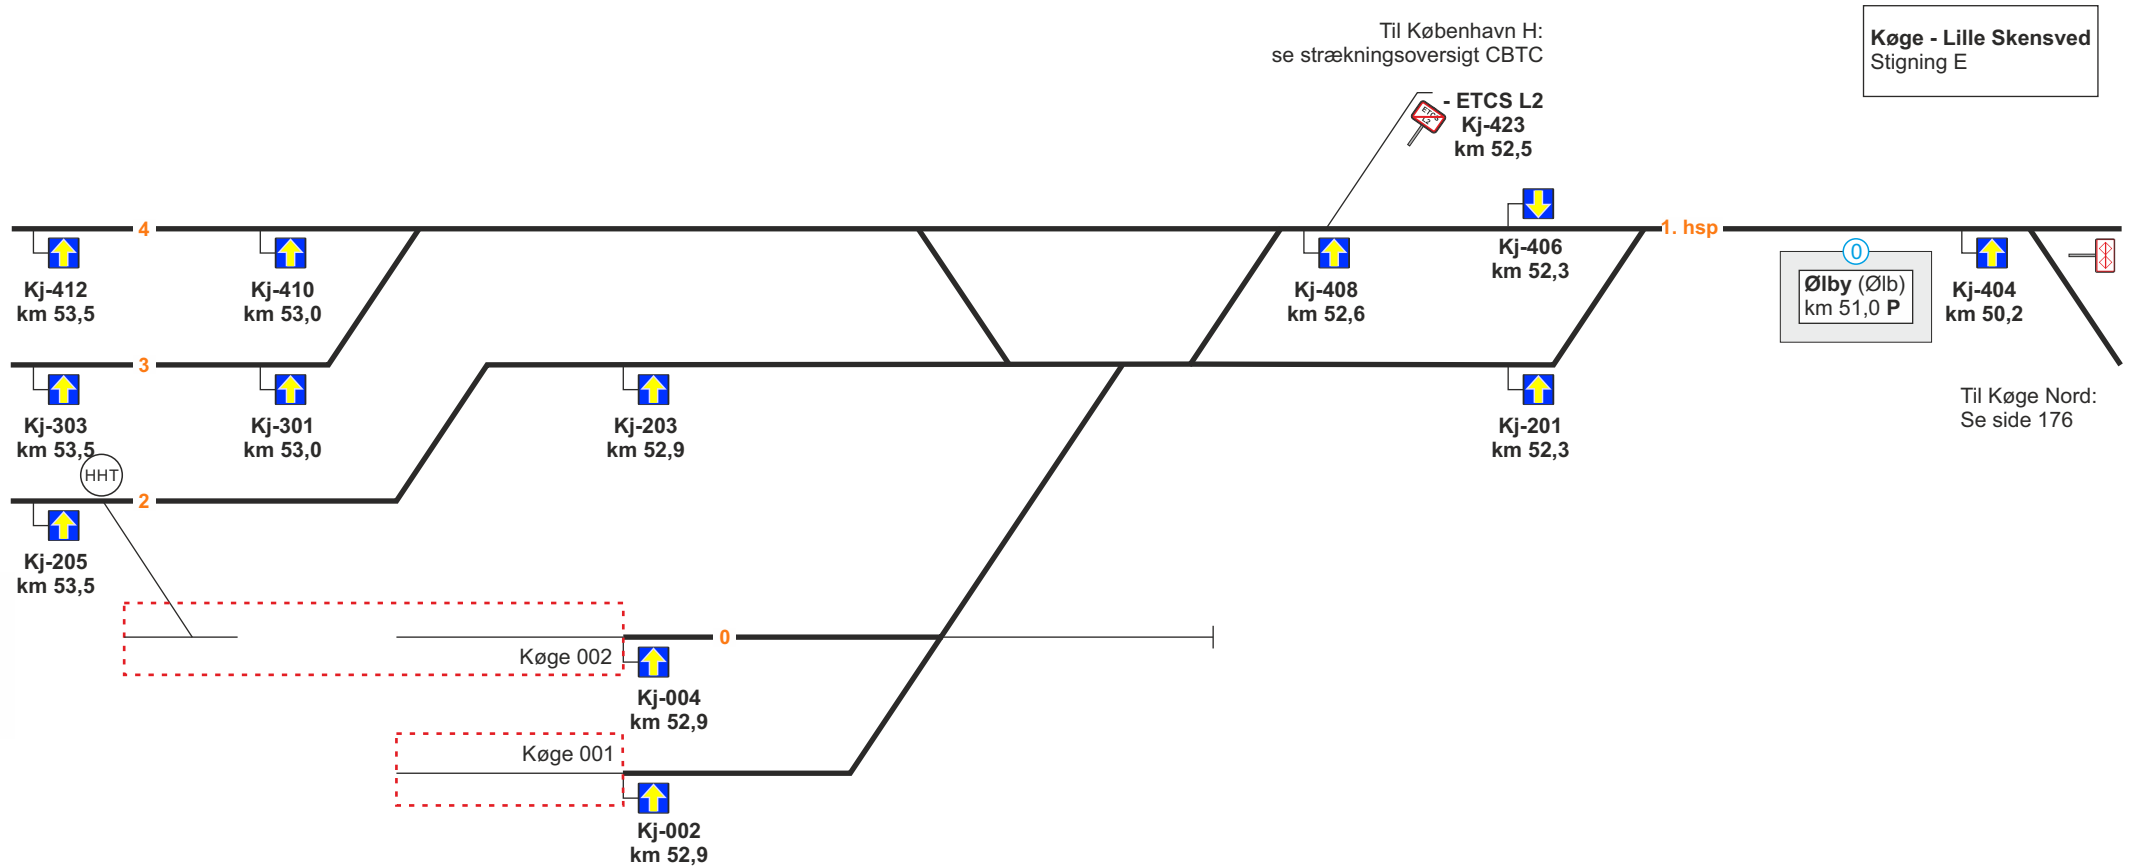 Til København H:
se strækningsoversigt CBTC
Køge - Lille Skensved
Stigning E
- ETCS L2
Kj-423
km 52,5
ETCS
L2
4
1. hsp
Kj-412
km 53,5
Kj-410
km 53,0
Kj-408
km 52,6
Kj-406
km 52,3
0
Ølby (Ølb)
km 51,0 P
Kj-404
km 50,2
3
Kj-303
km 53,5
Kj-301
km 53,0
Kj-203
km 52,9
Kj-201
km 52,3
Til Køge Nord:
Se side 176
HHT
2
Kj-205
km 53,5
0
Køge 002
Kj-004
km 52,9
Køge 001
Kj-002
km 52,9